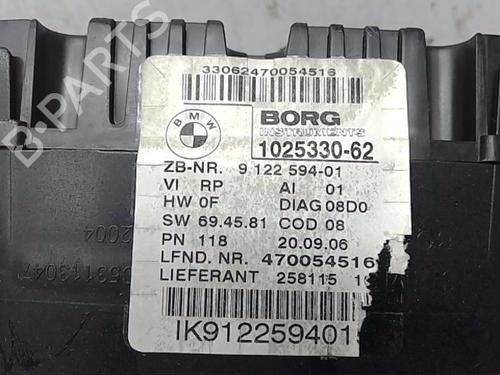 33062470054516
BMW
BORG
INSTRUMENTS
1025330-62
ZB-NR. 9 122 594-01
VI RP AI 01
HW 0F DIAG 08D0
SW 69.45.81 COD 08
PN 118 20.09.06
LFND. NR. 470054516
LIEFERANT 258115
IK912259401
B-PARTS
2004